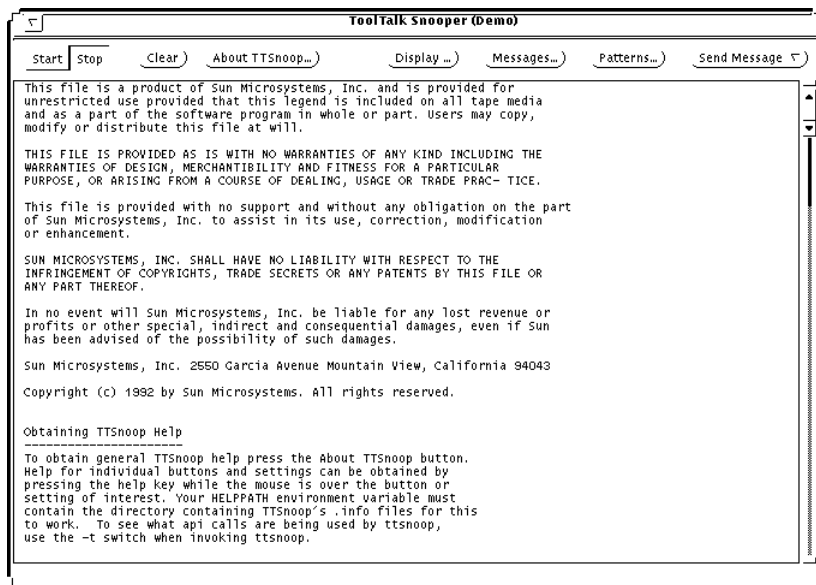 ToolTalk Snooper (Demo)
Start Stop Clear About TTSnoop... Display ... Messages... Patterns... Send Message
This file is a product of Sun Microsystems, Inc. and is provided for
unrestricted use provided that this legend is included on all tape media
and as a part of the software program in whole or part. Users may copy,
modify or distribute this file at will.
THIS FILE IS PROVIDED AS IS WITH NO WARRANTIES OF ANY KIND INCLUDING THE
WARRANTIES OF DESIGN, MERCHANTIBILITY AND FITNESS FOR A PARTICULAR
PURPOSE, OR ARISING FROM A COURSE OF DEALING, USAGE OR TRADE PRAC- TICE.
This file is provided with no support and without any obligation on the part
of Sun Microsystems, Inc. to assist in its use, correction, modification
or enhancement.
SUN MICROSYSTEMS, INC. SHALL HAVE NO LIABILITY WITH RESPECT TO THE
INFRINGEMENT OF COPYRIGHTS, TRADE SECRETS OR ANY PATENTS BY THIS FILE OR
ANY PART THEREOF.
In no event will Sun Microsystems, Inc. be liable for any lost revenue or
profits or other special, indirect and consequential damages, even if Sun
has been advised of the possibility of such damages.
Sun Microsystems, Inc. 2550 Garcia Avenue Mountain View, California 94043
Copyright (c) 1992 by Sun Microsystems. All rights reserved.
Obtaining TTSnoop Help
----------------------
To obtain general TTSnoop help press the About TTSnoop button.
Help for individual buttons and settings can be obtained by
pressing the help key while the mouse is over the button or
setting of interest. Your HELPPATH environment variable must
contain the directory containing TTSnoop's .info files for this
to work.  To see what api calls are being used by ttsnoop,
use the -t switch when invoking ttsnoop.